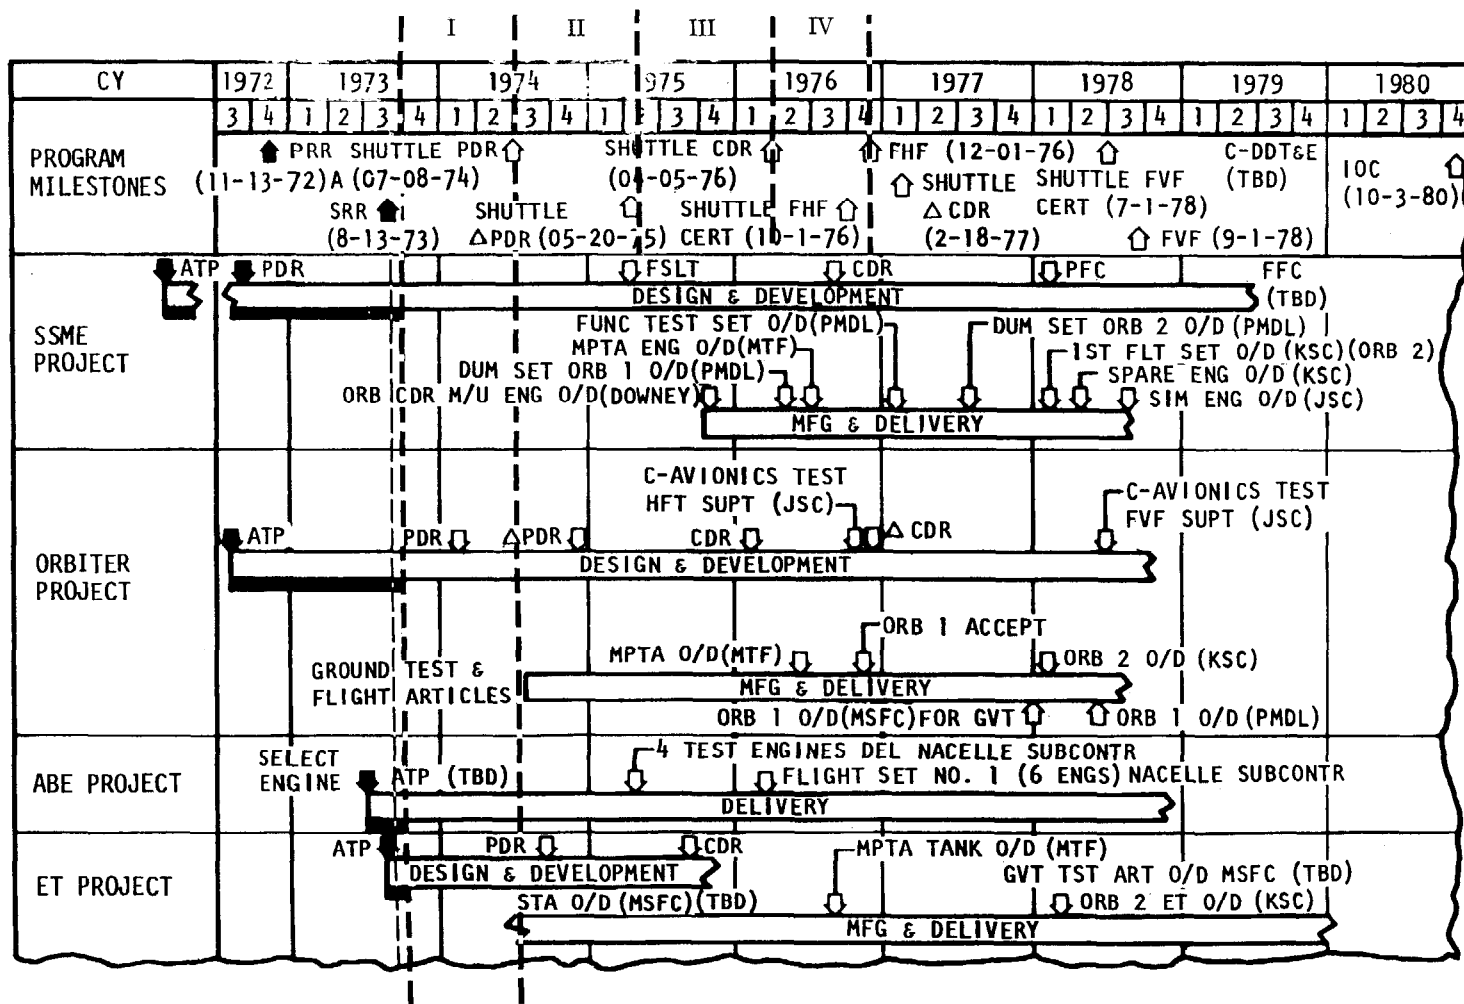 I II III IV
CY 1972 1973 1974 1975 1976 1977 1978 1979 1980
3 4 1 2 3 4 1 2 3 4 1 2 3 4 1 2 3 4 1 2 3 4 1 2 3 4 1 2 3 4 1 2 3 4
PROGRAM
MILESTONES
PRR SHUTTLE PDR
(11-13-72)A (07-08-74)
SHUTTLE CDR
(04-05-76)
FHF (12-01-76)
C-DDT&E
(TBD)
IOC
(10-3-80)
SRR
(8-13-73)
SHUTTLE
△PDR (05-20-75)
SHUTTLE FHF
CERT (10-1-76)
SHUTTLE
△ CDR
(2-18-77)
SHUTTLE FVF
CERT (7-1-78)
FVF (9-1-78)
SSME
PROJECT
ATP PDR FSLT CDR PFC FFC
(TBD)
DESIGN & DEVELOPMENT
FUNC TEST SET O/D (PMDL)
DUM SET ORB 2 O/D (PMDL)
MPTA ENG O/D (MTF)
1ST FLT SET O/D (KSC) (ORB 2)
DUM SET ORB 1 O/D (PMDL)
SPARE ENG O/D (KSC)
ORB CDR M/U ENG O/D (DOWNEY)
SIM ENG O/D (JSC)
MFG & DELIVERY
ORBITER
PROJECT
C-AVIONICS TEST
HFT SUPT (JSC)
C-AVIONICS TEST
FVF SUPT (JSC)
ATP PDR △PDR CDR △ CDR
DESIGN & DEVELOPMENT
ORB 1 ACCEPT
GROUND TEST &
FLIGHT ARTICLES
MPTA O/D (MTF)
ORB 2 O/D (KSC)
MFG & DELIVERY
ORB 1 O/D (MSFC) FOR GVT
ORB 1 O/D (PMDL)
ABE PROJECT
SELECT
ENGINE
ATP (TBD)
4 TEST ENGINES DEL NACELLE SUBCONTR
FLIGHT SET NO. 1 (6 ENGS) NACELLE SUBCONTR
DELIVERY
ET PROJECT
ATP PDR CDR
DESIGN & DEVELOPMENT
MPTA TANK O/D (MTF)
GVT TST ART O/D MSFC (TBD)
STA O/D (MSFC) (TBD)
ORB 2 ET O/D (KSC)
MFG & DELIVERY